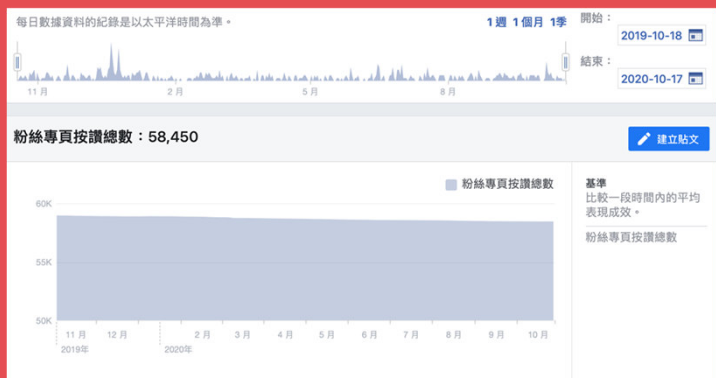 每日數據資料的紀錄是以太平洋時間為準。
1週 1個月 1季
開始：
2019-10-18
結束：
2020-10-17
11月 2月 5月 8月
粉絲專頁按讚總數：58,450
建立貼文
粉絲專頁按讚總數
基準
比較一段時間內的平均
表現成效。
粉絲專頁按讚總數
60K
55K
50K
11月 12月 2月 3月 4月 5月 6月 7月 8月 9月 10月
2019年 2020年